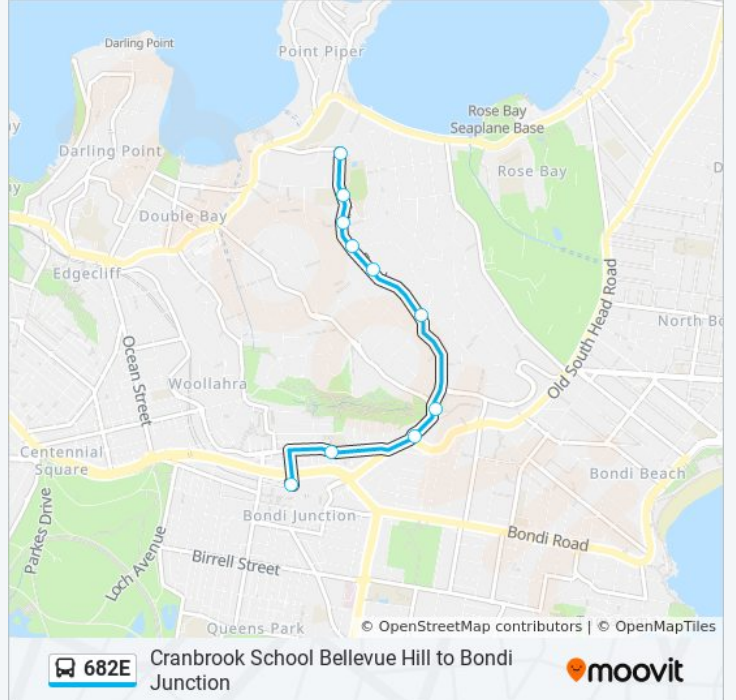 Darling Point
Point Piper
Rose Bay
Seaplane Base
Darling Point
Rose Bay
Double Bay
Edgecliff
Old South Head Road
Ocean Street
Woollahra
Centennial
Square
Bondi Beach
Parkes Drive
Loch Avenue
Bondi Junction
Bondi Road
Birrell Street
Queens Park
© OpenStreetMap contributors | © OpenMapTiles
682E
Cranbrook School Bellevue Hill to Bondi
Junction
moovit